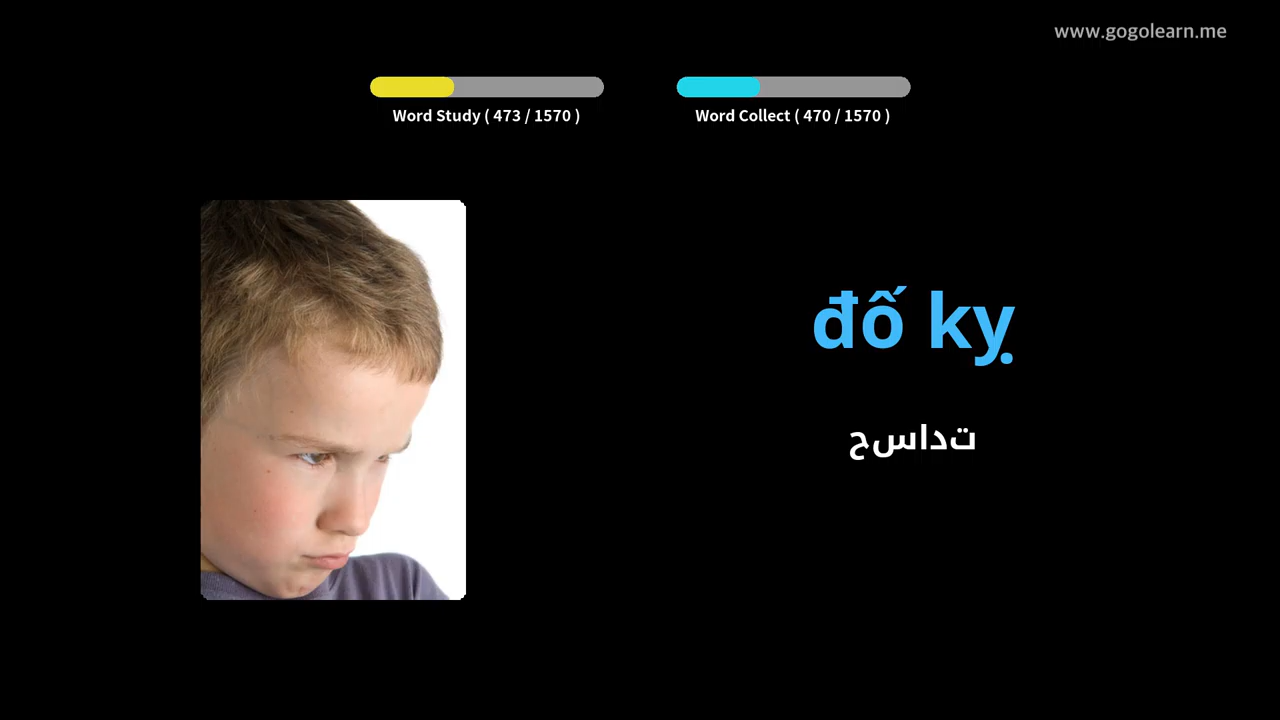 www.gogolearn.me
Word Study ( 473 / 1570 )
Word Collect ( 470 / 1570 )
đố kỵ
تداسح